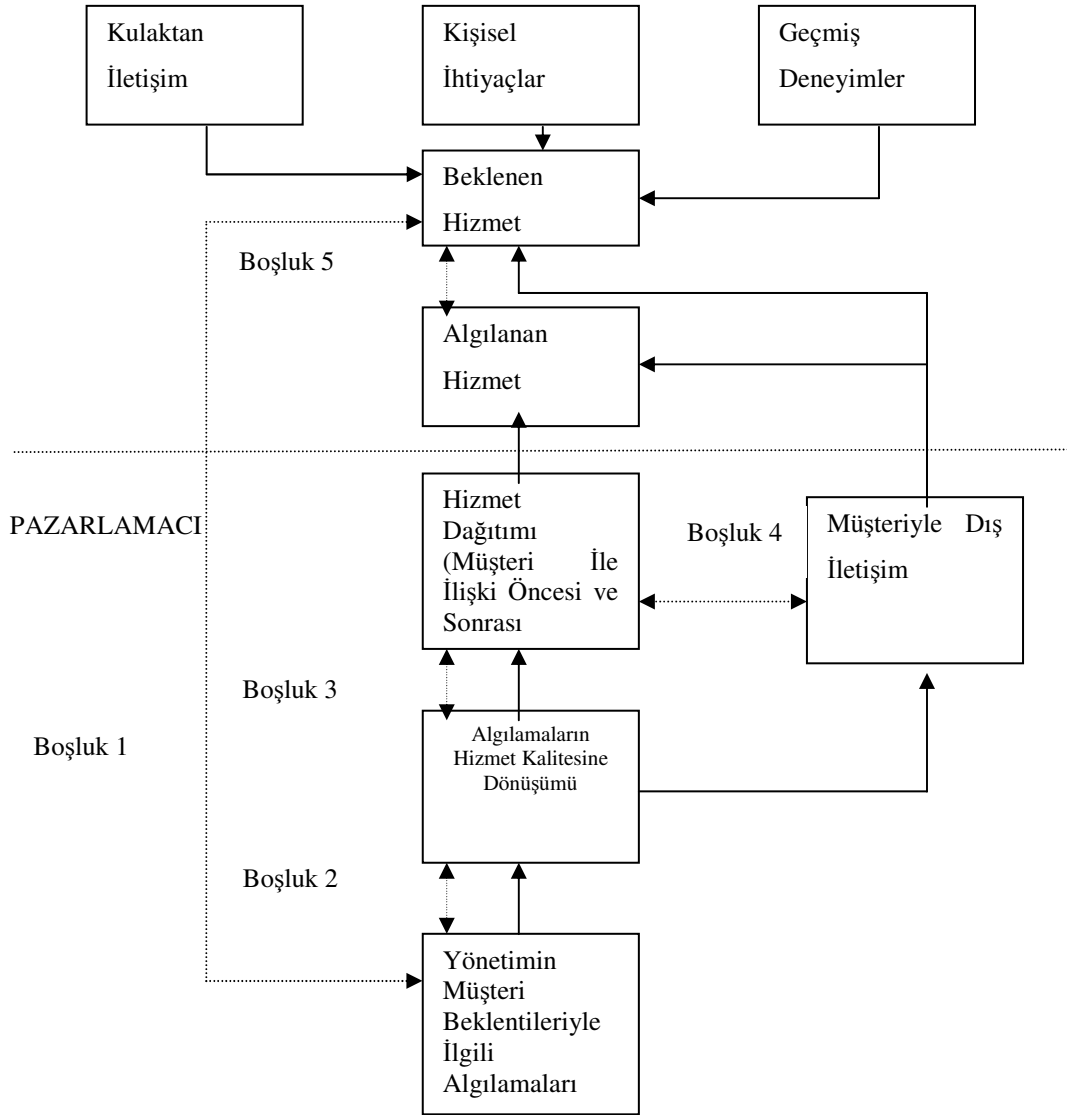 Kulaktan
İletişim
Kişisel
İhtiyaçlar
Geçmiş
Deneyimler
Beklenen
Hizmet
Boşluk 5
Algılanan
Hizmet
PAZARLAMACI
Hizmet
Dağıtımı
(Müşteri İle
İlişki Öncesi ve
Sonrası
Boşluk 4
Müşteriyle Dış
İletişim
Boşluk 3
Boşluk 1
Algılamaların
Hizmet Kalitesine
Dönüşümü
Boşluk 2
Yönetimin
Müşteri
Beklentileriyle
İlgili
Algılamaları